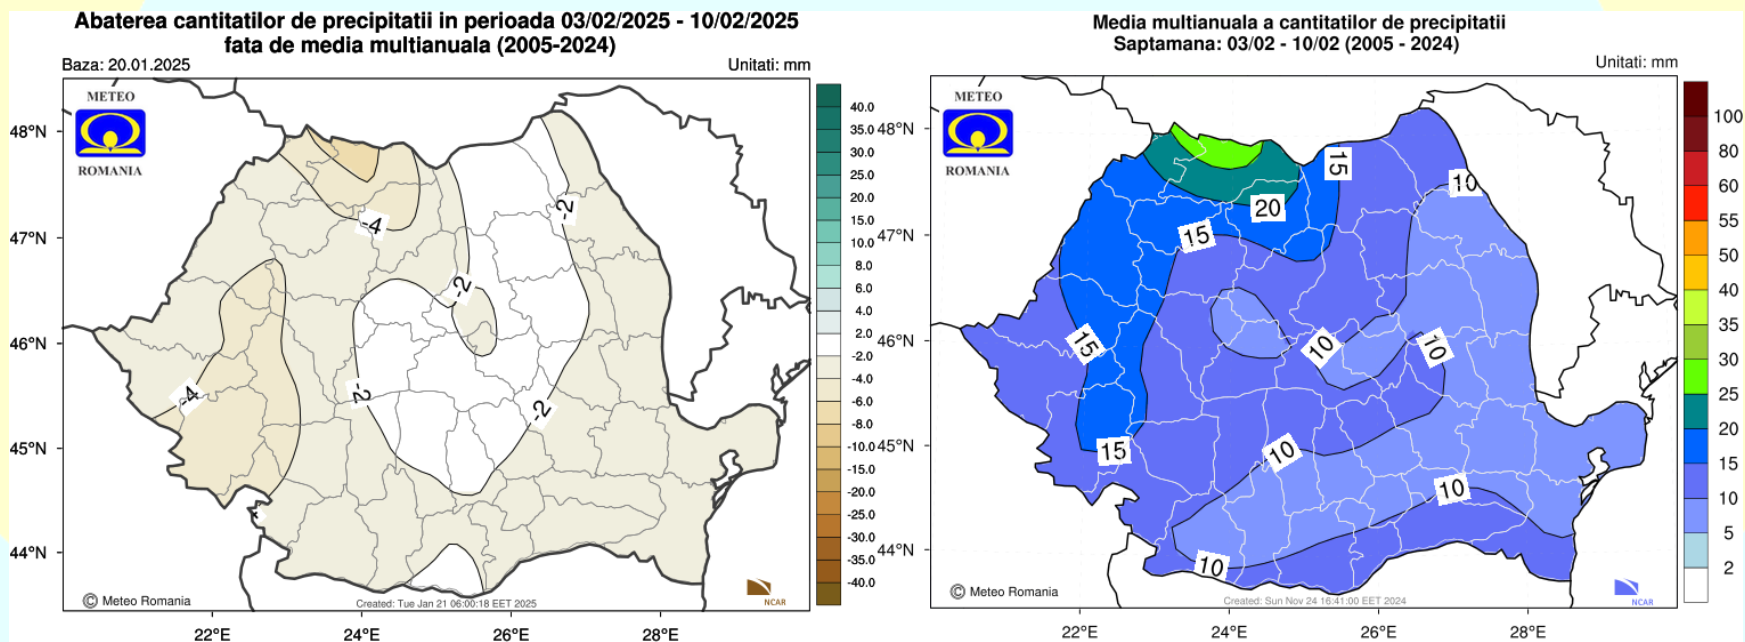 Abaterea cantitatilor de precipitatii in perioada 03/02/2025 - 10/02/2025
fata de media multianuala (2005-2024)
Baza: 20.01.2025
Unitati: mm
METEO
ROMANIA
48°N
47°N
46°N
45°N
44°N
22°E
24°E
26°E
28°E
-4
-2
-2
-4
-2
-2
40.0
35.0
30.0
25.0
20.0
15.0
10.0
8.0
6.0
4.0
2.0
-2.0
-4.0
-6.0
-8.0
-10.0
-15.0
-20.0
-25.0
-30.0
-35.0
-40.0
© Meteo Romania
Created: Tue Jan 21 06:00:18 EET 2025
NCAR
Media multianuala a cantitatilor de precipitatii
Saptamana: 03/02 - 10/02 (2005 - 2024)
Unitati: mm
METEO
ROMANIA
48°N
47°N
46°N
45°N
44°N
22°E
24°E
26°E
28°E
15
10
20
15
15
10
10
15
10
10
10
100
80
60
55
50
40
35
30
25
20
15
10
5
2
© Meteo Romania
Created: Sun Nov 24 16:41:00 EET 2024
NCAR